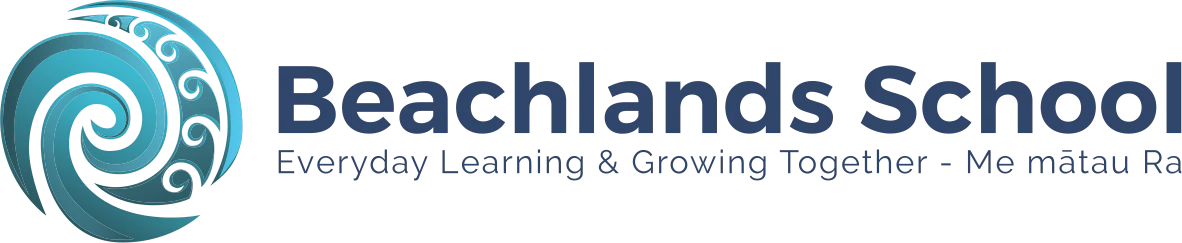 Beachlands School
Everyday Learning & Growing Together - Me mātau Ra